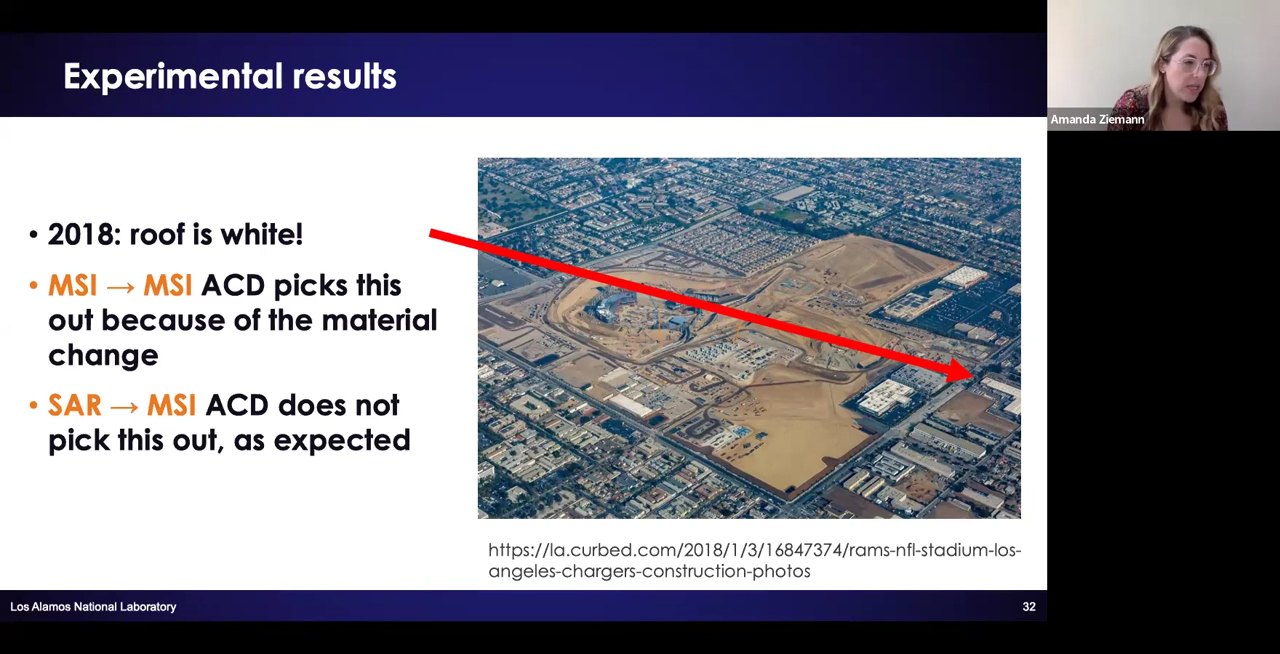 Experimental results
• 2018: roof is white!
• MSI → MSI ACD picks this
out because of the material
change
• SAR → MSI ACD does not
pick this out, as expected
https://la.curbed.com/2018/1/3/16847374/rams-nfl-stadium-los-
angeles-chargers-construction-photos
Los Alamos National Laboratory
32
Amanda Ziemann